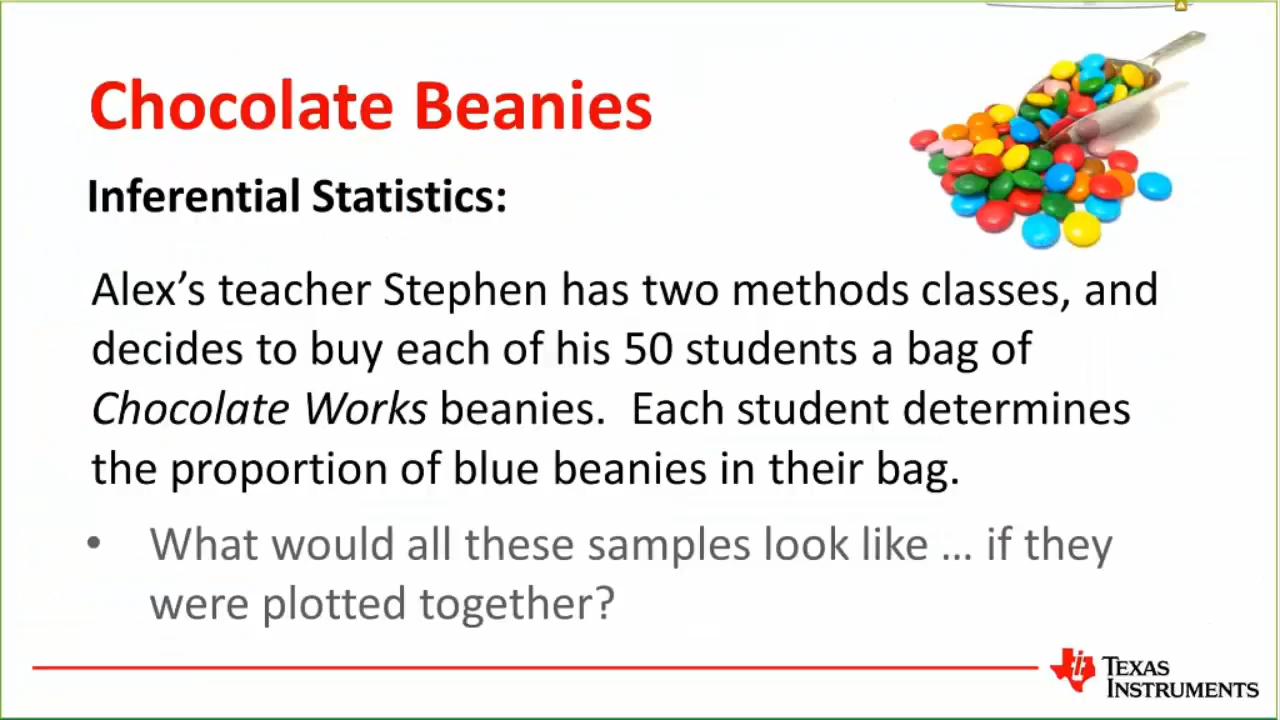 Chocolate Beanies
Inferential Statistics:
Alex’s teacher Stephen has two methods classes, and
decides to buy each of his 50 students a bag of
Chocolate Works beanies.  Each student determines
the proportion of blue beanies in their bag.
• What would all these samples look like … if they
were plotted together?
TEXAS
INSTRUMENTS